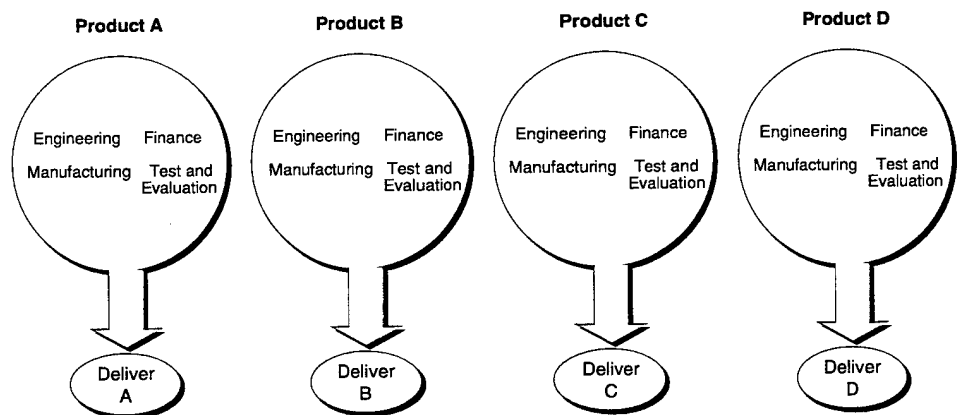 Product A
Product B
Product C
Product D
Engineering Finance
Manufacturing Test and
Evaluation
Engineering Finance
Manufacturing Test and
Evaluation
Engineering Finance
Manufacturing Test and
Evaluation
Engineering Finance
Manufacturing Test and
Evaluation
Deliver
A
Deliver
B
Deliver
C
Deliver
D